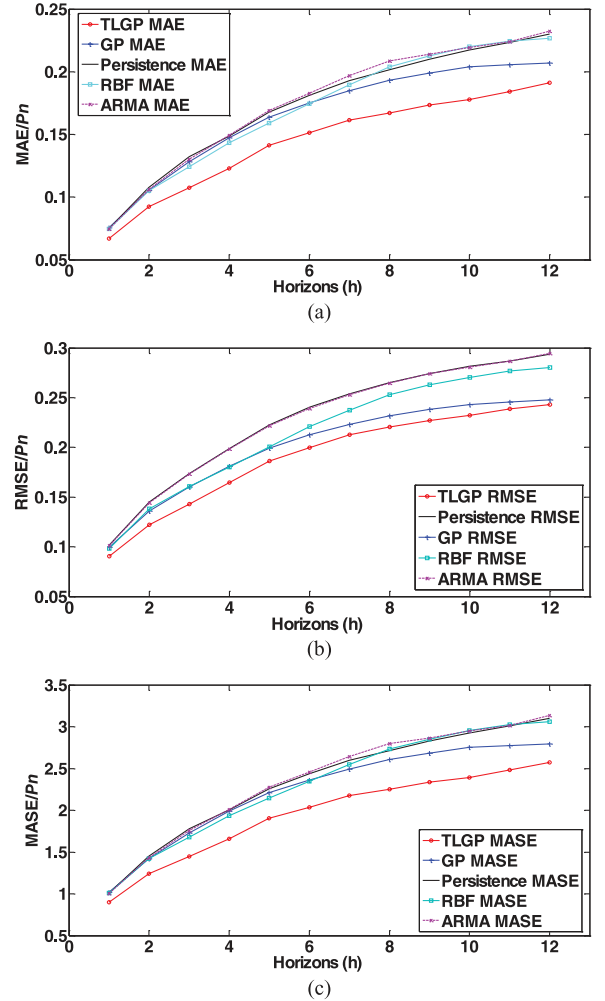 TLGP MAE
GP MAE
Persistence MAE
RBF MAE
ARMA MAE
0.25
0.2
0.15
0.1
0.05
MAE/Pn
0 2 4 6 8 10 12
Horizons (h)
(a)
0.3
0.25
0.2
0.15
0.1
0.05
RMSE/Pn
TLGP RMSE
Persistence RMSE
GP RMSE
RBF RMSE
ARMA RMSE
0 2 4 6 8 10 12
Horizons (h)
(b)
3.5
3
2.5
2
1.5
1
0.5
MASE/Pn
TLGP MASE
GP MASE
Persistence MASE
RBF MASE
ARMA MASE
0 2 4 6 8 10 12
Horizons (h)
(c)